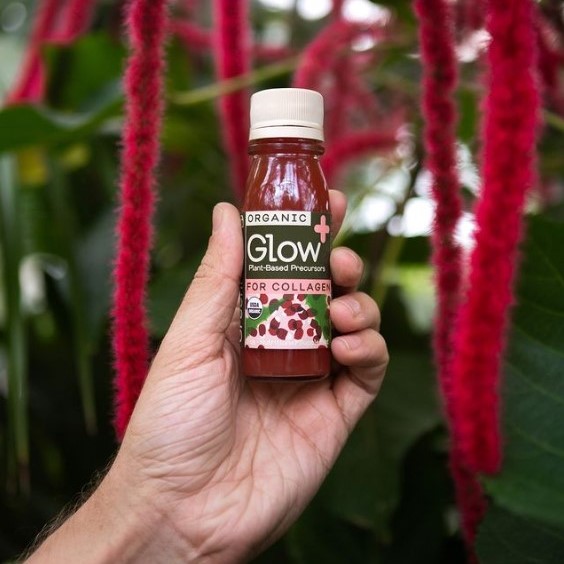 ORGANIC
Glow
Plant-Based Precursors
FOR COLLAGEN
USDA
ORGANIC